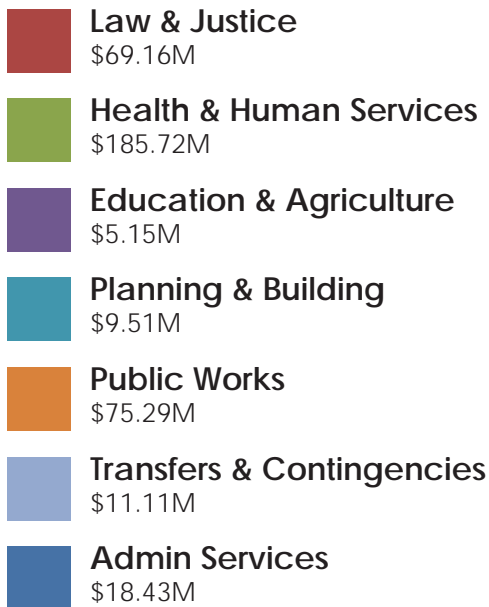 Law & Justice
$69.16M
Health & Human Services
$185.72M
Education & Agriculture
$5.15M
Planning & Building
$9.51M
Public Works
$75.29M
Transfers & Contingencies
$11.11M
Admin Services
$18.43M